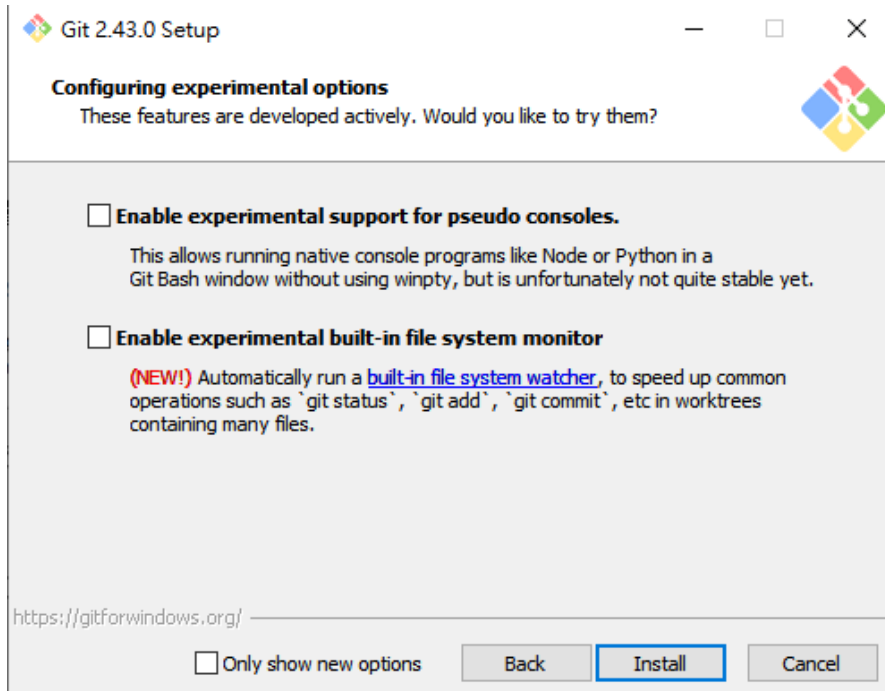 Git 2.43.0 Setup
Configuring experimental options
These features are developed actively. Would you like to try them?
Enable experimental support for pseudo consoles.
This allows running native console programs like Node or Python in a
Git Bash window without using winpty, but is unfortunately not quite stable yet.
Enable experimental built-in file system monitor
(NEW!) Automatically run a built-in file system watcher, to speed up common
operations such as `git status`, `git add`, `git commit`, etc in worktrees
containing many files.
https://gitforwindows.org/
Only show new options Back Install Cancel